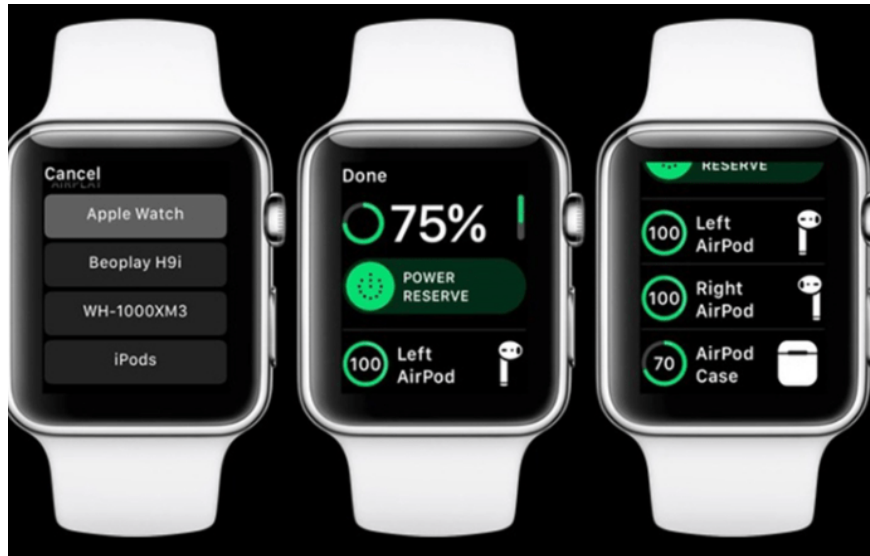 Cancel
AIRPLAY
Apple Watch
Beoplay H9i
WH-1000XM3
iPods
Done
75%
POWER
RESERVE
100
Left
AirPod
RESERVE
100
Left
AirPod
100
Right
AirPod
70
AirPod
Case